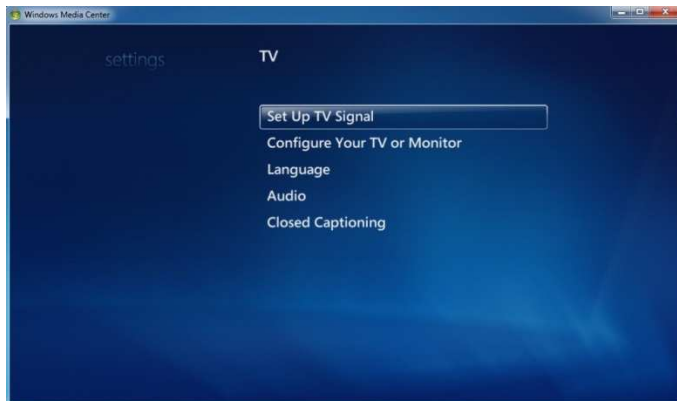 Windows Media Center
settings
TV
Set Up TV Signal
Configure Your TV or Monitor
Language
Audio
Closed Captioning